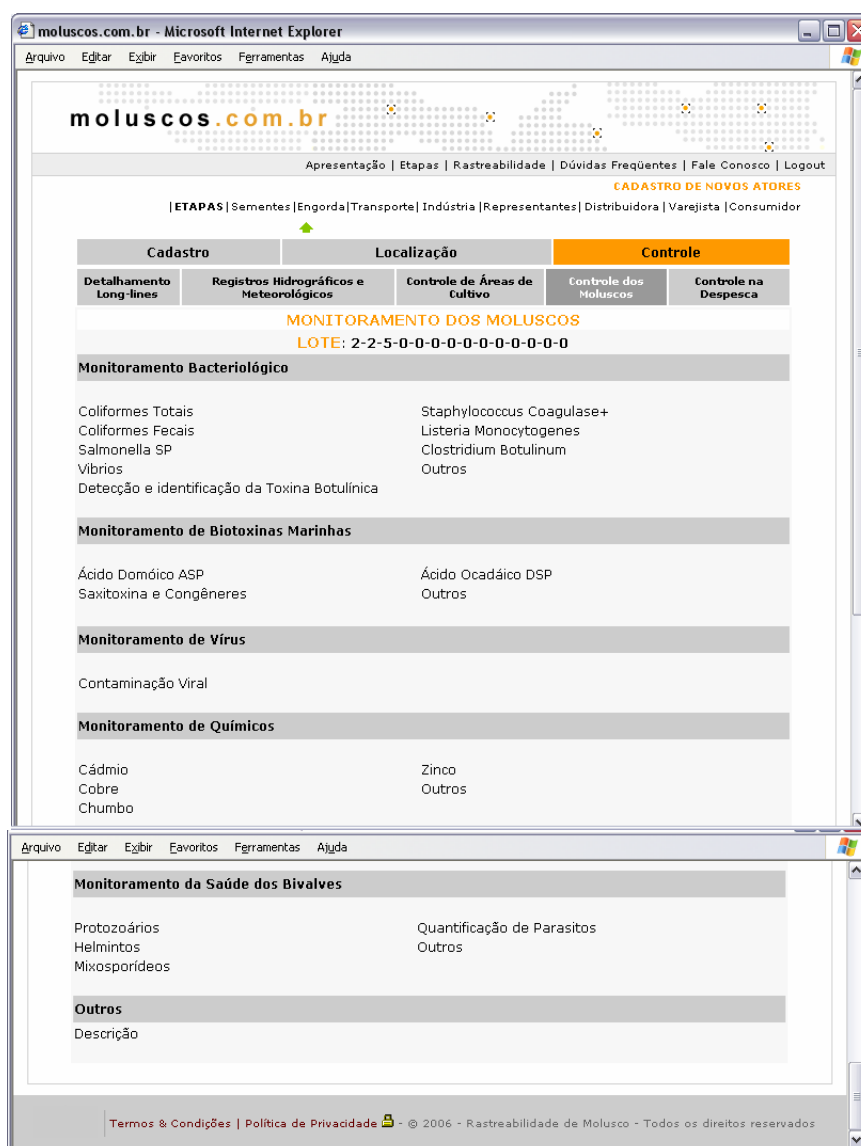 moluscos.com.br - Microsoft Internet Explorer
Arquivo Editar Exibir Favoritos Ferramentas Ajuda
moluscos.com.br
Apresentação | Etapas | Rastreabilidade | Dúvidas Freqüentes | Fale Conosco | Logout
CADASTRO DE NOVOS ATORES
|ETAPAS| Sementes |Engorda|Transporte| Indústria |Representantes| Distribuidora | Varejista |Consumidor
Cadastro Localização Controle
Detalhamento Long-lines Registros Hidrográficos e Meteorológicos Controle de Áreas de Cultivo Controle dos Moluscos Controle na Despesca
MONITORAMENTO DOS MOLUSCOS
LOTE: 2-2-5-0-0-0-0-0-0-0-0-0-0
Monitoramento Bacteriológico
Coliformes Totais Staphylococcus Coagulase+
Coliformes Fecais Listeria Monocytogenes
Salmonella SP Clostridium Botulinum
Vibrios Outros
Detecção e identificação da Toxina Botulínica
Monitoramento de Biotoxinas Marinhas
Ácido Domóico ASP Ácido Ocadáico DSP
Saxitoxina e Congêneres Outros
Monitoramento de Vírus
Contaminação Viral
Monitoramento de Químicos
Cádmio Zinco
Cobre Outros
Chumbo
Arquivo Editar Exibir Favoritos Ferramentas Ajuda
Monitoramento da Saúde dos Bivalves
Protozoários Quantificação de Parasitos
Helmintos Outros
Mixosporídeos
Outros
Descrição
Termos & Condições | Política de Privacidade - © 2006 - Rastreabilidade de Molusco - Todos os direitos reservados